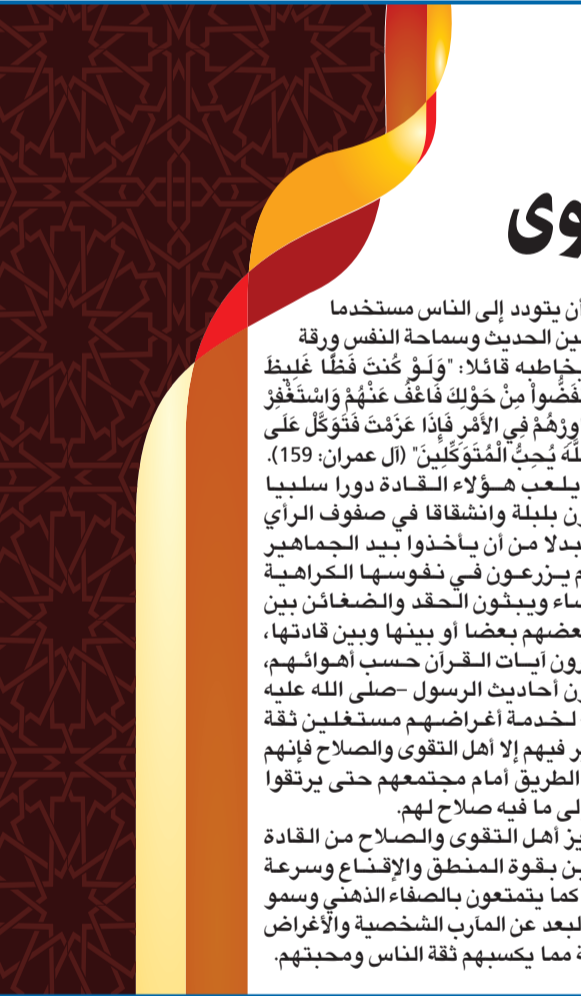 وى
أن يتودد إلى الناس مستخدما
لين الحديث وسماحة النفس ورقة
يخاطبه قائلا: "وَلَوْ كُنتَ فَظًّا غَلِيظَ
نفَضُّواْ مِنْ حَوْلِكَ فَاعْفُ عَنْهُمْ وَاسْتَغْفِرْ
اوِرْهُمْ فِي الأَمْرِ فَإِذَا عَزَمْتَ فَتَوَكَّلْ عَلَى
لَّهَ يُحِبُّ الْمُتَوَكِّلِينَ" (آل عمران: 159).
يلعب هؤلاء القادة دورا سلبيا
ن بلبلة وانشقاقا في صفوف الرأي
بدلا من أن يأخذوا بيد الجماهير
م يزرعون في نفوسها الكراهية
ضاء ويبثون الحقد والضغائن بين
عضهم بعضا أو بينها وبين قادتها،
رون آيات القرآن حسب أهوائهم،
ن أحاديث الرسول –صلى الله عليه
لخدمة أغراضهم مستغلين ثقة
ر فيهم إلا أهل التقوى والصلاح فإنهم
الطريق أمام مجتمعهم حتى يرتقوا
لى ما فيه صلاح لهم.
يز أهل التقوى والصلاح من القادة
ين بقوة المنطق والإقناع وسرعة
كما يتمتعون بالصفاء الذهني وسمو
لبعد عن المآرب الشخصية والأغراض
ة مما يكسبهم ثقة الناس ومحبتهم.